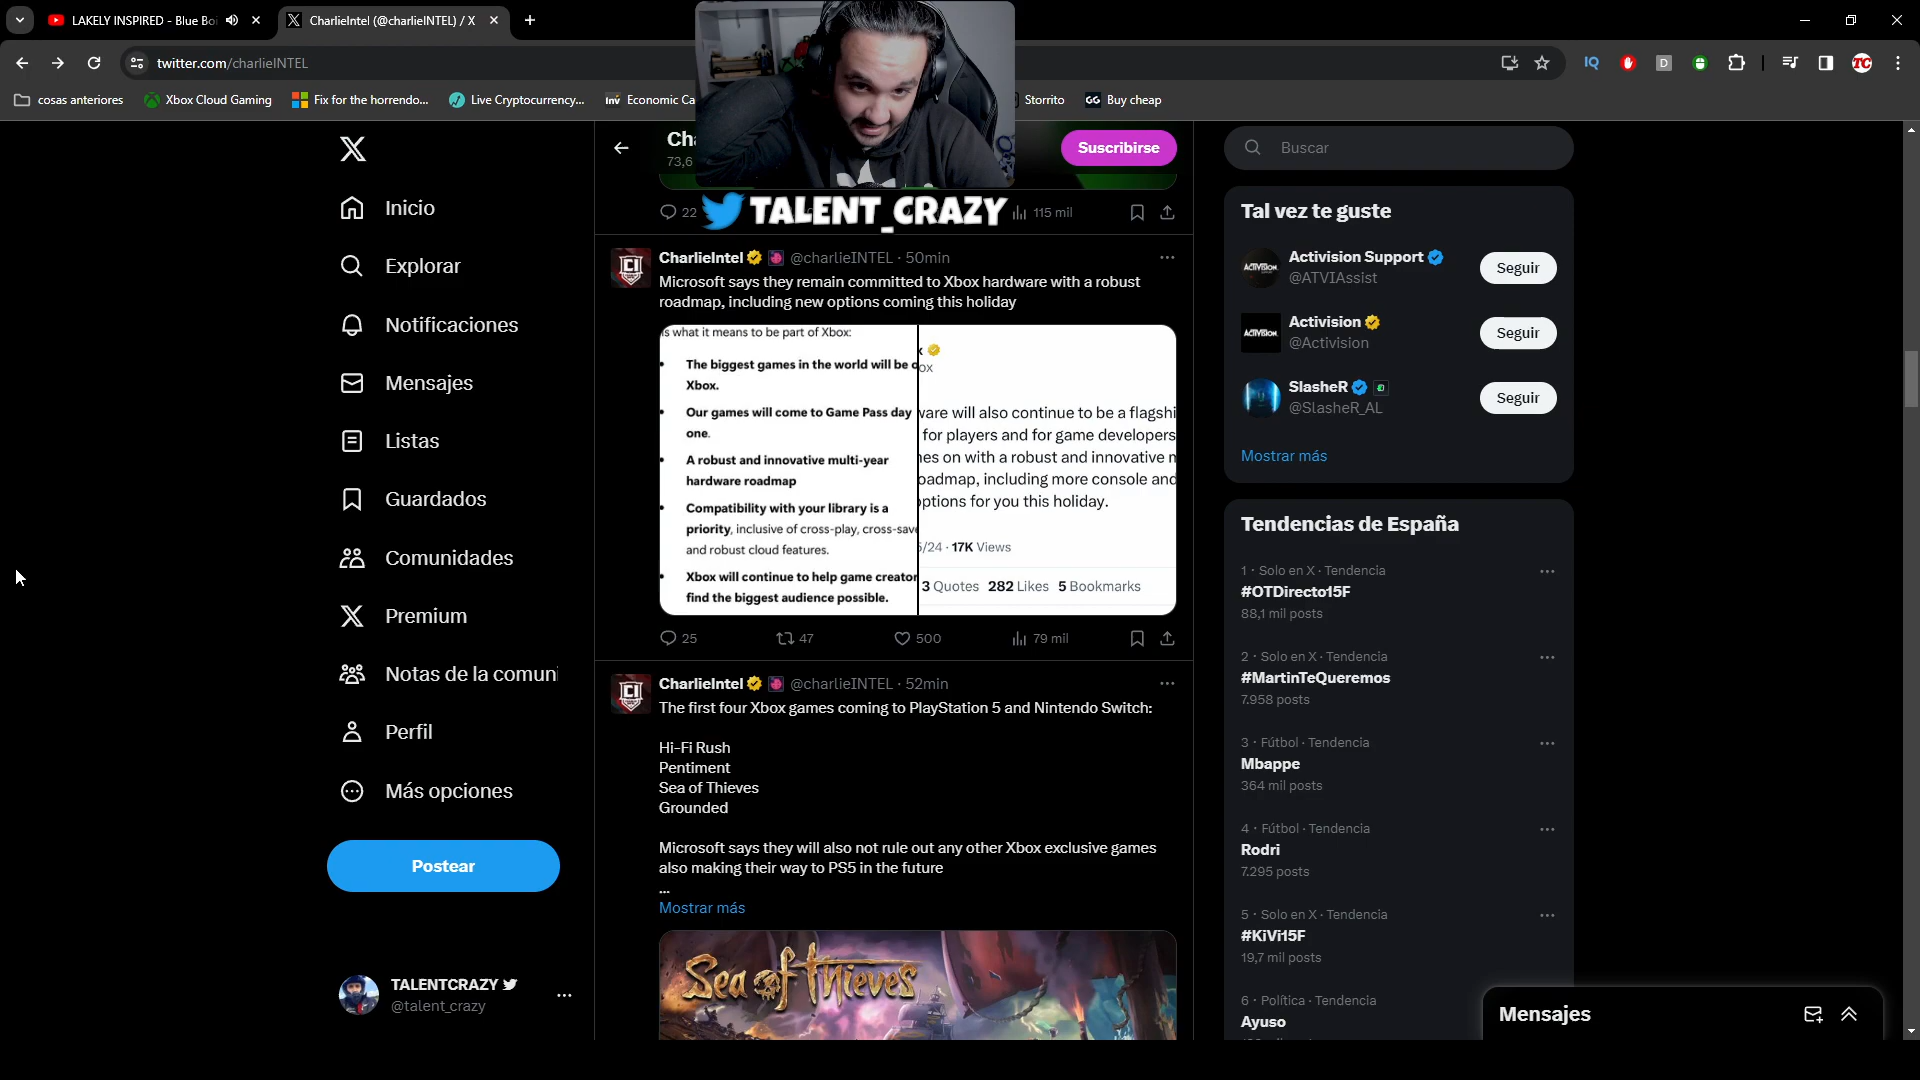 LAKELY INSPIRED - Blue Boi
CharlieIntel (@charlieINTEL) / X
twitter.com/charlieINTEL
IQ
D
TC
cosas anteriores
Xbox Cloud Gaming
Fix for the horrendo...
Live Cryptocurrency...
Inv Economic Ca
Storrito
GG Buy cheap
Inicio
Explorar
Notificaciones
Mensajes
Listas
Guardados
Comunidades
Premium
Notas de la comuni
Perfil
Más opciones
Postear
TALENTCRAZY
@talent_crazy
73,6
Suscribirse
TALENT_CRAZY
22
115 mil
CharlieIntel @charlieINTEL · 50min
Microsoft says they remain committed to Xbox hardware with a robust
roadmap, including new options coming this holiday
s what it means to be part of Xbox:
• The biggest games in the world will be o
Xbox.
• Our games will come to Game Pass day
one.
• A robust and innovative multi-year
hardware roadmap
• Compatibility with your library is a
priority, inclusive of cross-play, cross-save
and robust cloud features.
• Xbox will continue to help game creator
find the biggest audience possible.
ox
ware will also continue to be a flagshi
for players and for game developers
nes on with a robust and innovative m
oadmap, including more console and
options for you this holiday.
5/24 · 17K Views
3 Quotes 282 Likes 5 Bookmarks
25
47
500
79 mil
CharlieIntel @charlieINTEL · 52min
The first four Xbox games coming to PlayStation 5 and Nintendo Switch:
Hi-Fi Rush
Pentiment
Sea of Thieves
Grounded
Microsoft says they will also not rule out any other Xbox exclusive games
also making their way to PS5 in the future
...
Mostrar más
Sea of Thieves
Buscar
Tal vez te guste
Activision Support
@ATVIAssist
Seguir
Activision
@Activision
Seguir
SlasheR
@SlasheR_AL
Seguir
Mostrar más
Tendencias de España
1 · Solo en X · Tendencia
#OTDirecto15F
88,1 mil posts
2 · Solo en X · Tendencia
#MartinTeQueremos
7.958 posts
3 · Fútbol · Tendencia
Mbappe
364 mil posts
4 · Fútbol · Tendencia
Rodri
7.295 posts
5 · Solo en X · Tendencia
#KiVi15F
19,7 mil posts
6 · Política · Tendencia
Ayuso
Mensajes